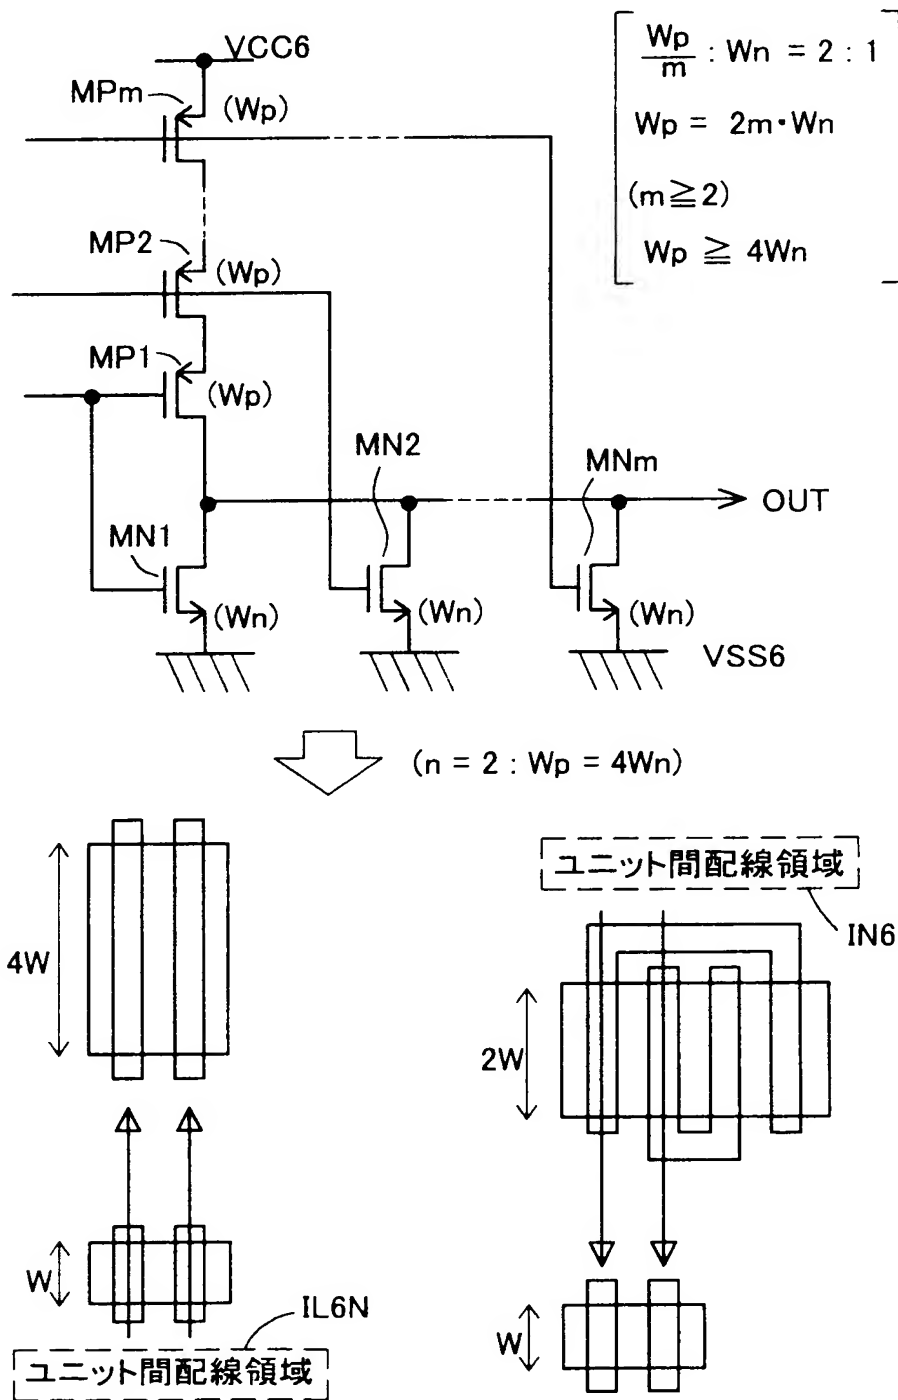 VCC6
MPm
(Wp)
Wp/m : Wn = 2 : 1
Wp = 2m・Wn
(m≧2)
Wp ≧ 4Wn
MP2
(Wp)
MP1
(Wp)
MN2
MNm
OUT
MN1
(Wn)
(Wn)
(Wn)
VSS6
(n = 2 : Wp = 4Wn)
ユニット間配線領域
IN6
4W
2W
W
IL6N
W
ユニット間配線領域